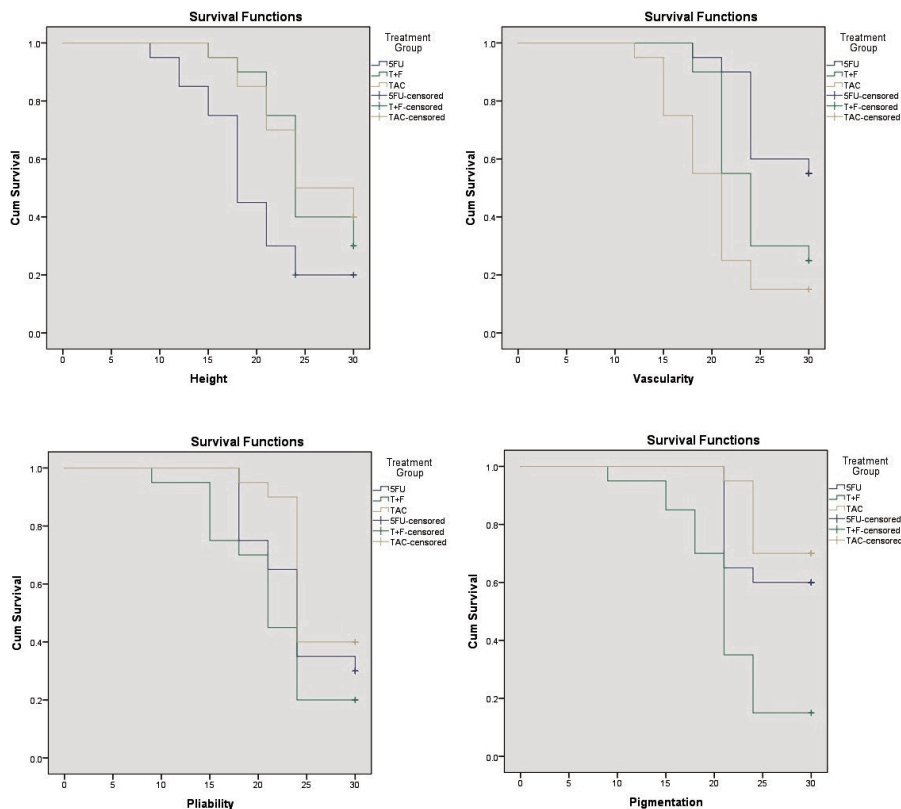 Survival Functions
Treatment
Group
5FU
T+F
TAC
5FU-censored
T+F-censored
TAC-censored
Cum Survival
1.0
0.8
0.6
0.4
0.2
0.0
0 5 10 15 20 25 30
Height
Survival Functions
Treatment
Group
5FU
T+F
TAC
5FU-censored
T+F-censored
TAC-censored
Cum Survival
1.0
0.8
0.6
0.4
0.2
0.0
0 5 10 15 20 25 30
Vascularity
Survival Functions
Treatment
Group
5FU
T+F
TAC
5FU-censored
T+F-censored
TAC-censored
Cum Survival
1.0
0.8
0.6
0.4
0.2
0.0
0 5 10 15 20 25 30
Pliability
Survival Functions
Treatment
Group
5FU
T+F
TAC
5FU-censored
T+F-censored
TAC-censored
Cum Survival
1.0
0.8
0.6
0.4
0.2
0.0
0 5 10 15 20 25 30
Pigmentation